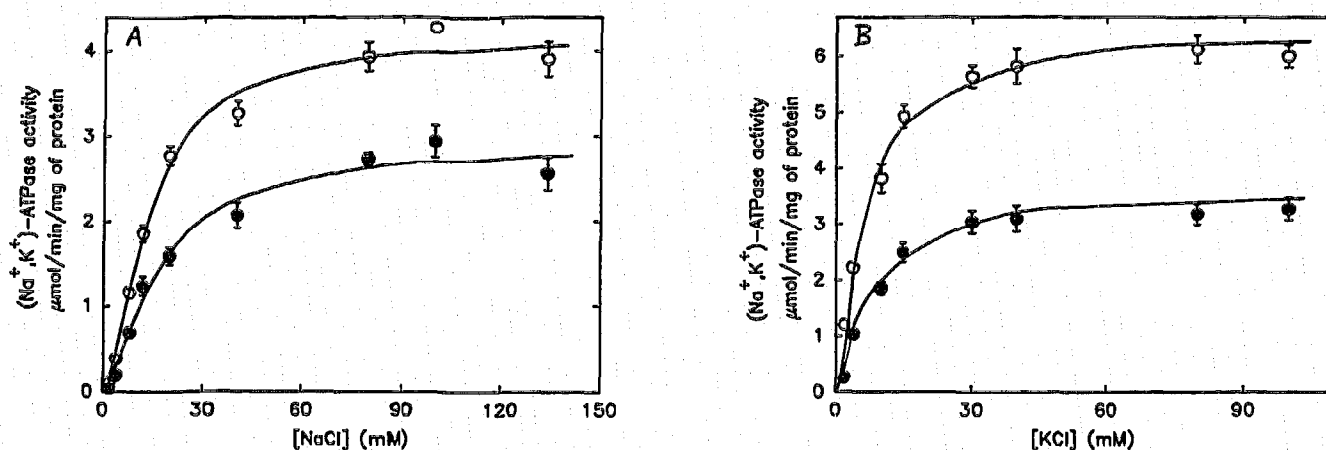 A
(Na⁺,K⁺)-ATPase activity
μmol/min/mg of protein
4
3
2
1
0
0 30 60 90 120 150
[NaCl] (mM)
B
(Na⁺,K⁺)-ATPase activity
μmol/min/mg of protein
6
5
4
3
2
1
0
0 30 60 90
[KCl] (mM)